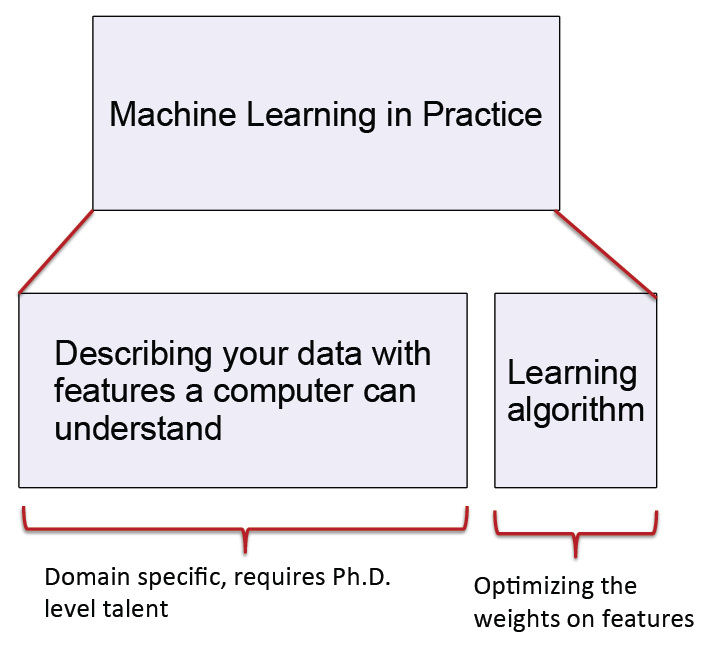 Machine Learning in Practice
Describing your data with
features a computer can
understand
Learning
algorithm
Domain specific, requires Ph.D.
level talent
Optimizing the
weights on features